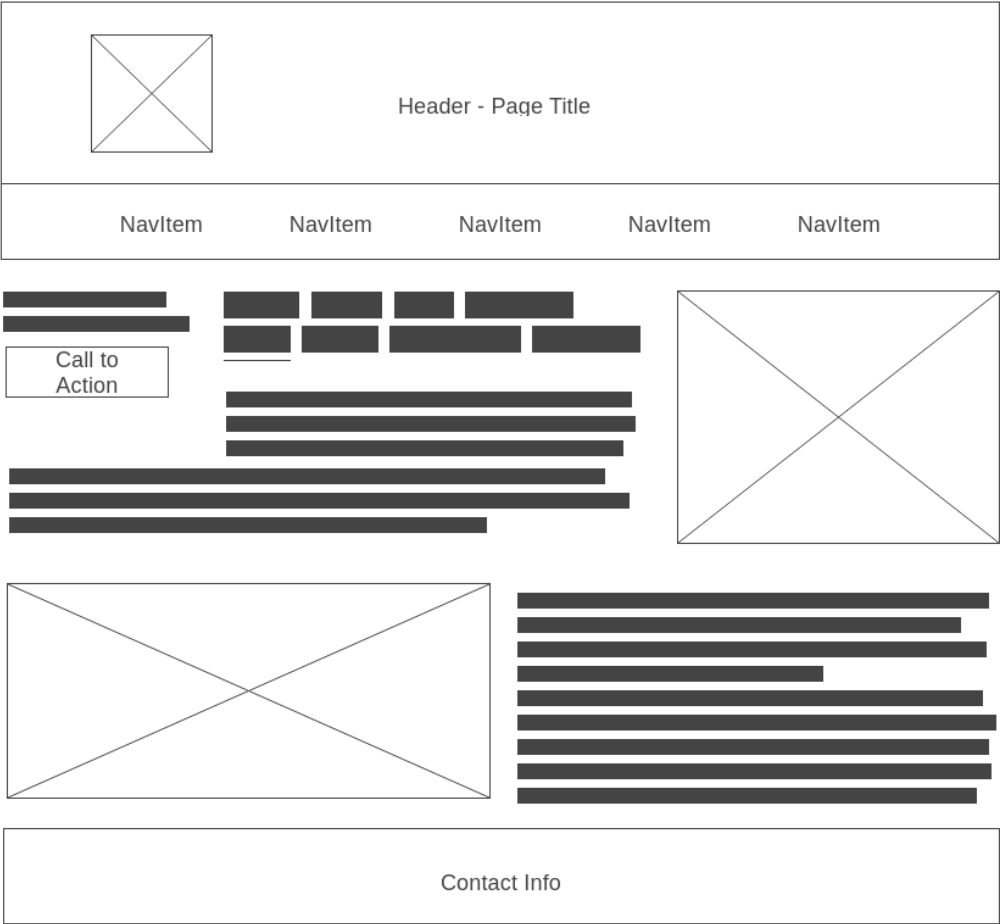 Header - Page Title
NavItem NavItem NavItem NavItem NavItem
Call to
Action
Contact Info